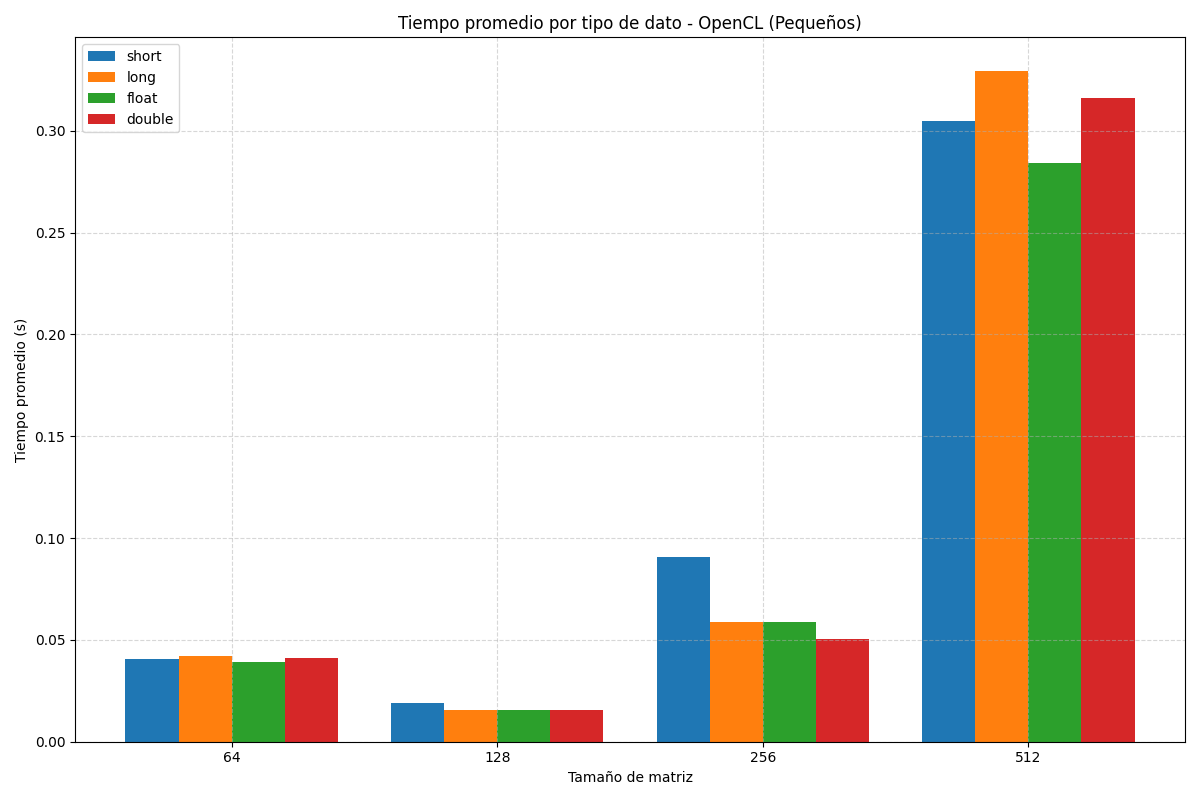 Tiempo promedio por tipo de dato - OpenCL (Pequeños)
short
long
float
double
Tiempo promedio (s)
0.30
0.25
0.20
0.15
0.10
0.05
0.00
64 128 256 512
Tamaño de matriz